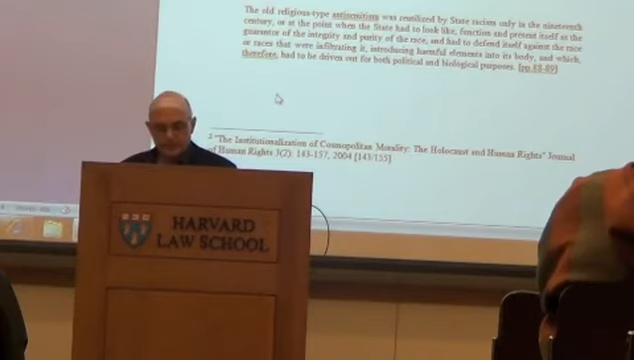 The old religious-type antisemitism was reutilized by State racism only in the nineteenth
century, or at the point when the State had to look like, function and present itself as the
guarantor of the integrity and purity of the race, and had to defend itself against the race
or races that were infiltrating it, introducing harmful elements into its body, and which,
therefore, had to be driven out for both political and biological purposes. [pp.88-89]
2 "The Institutionalization of Cosmopolitan Morality: The Holocaust and Human Rights" Journal
of Human Rights 3(2): 143-157, 2004 [143/155]
HARVARD
LAW SCHOOL